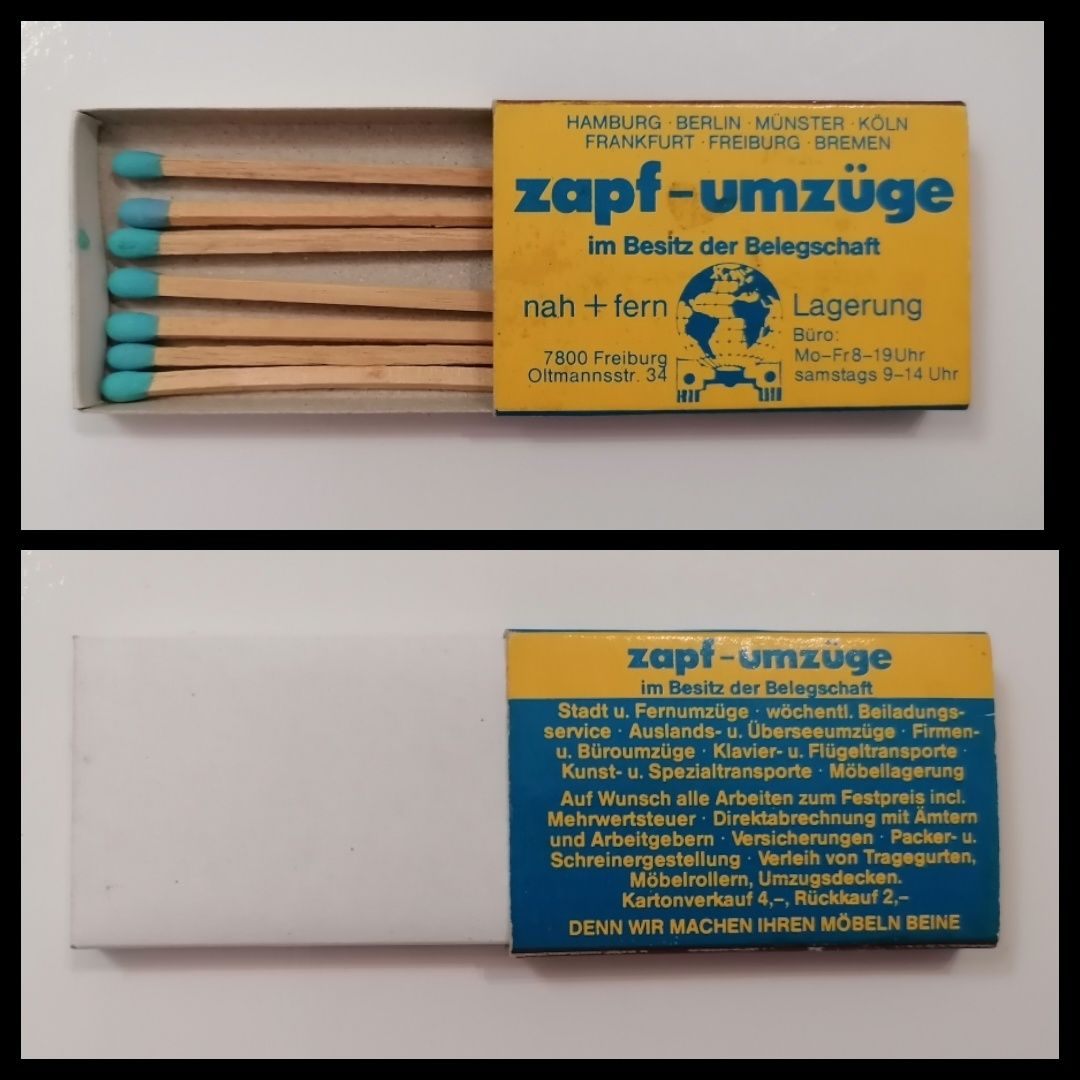 HAMBURG · BERLIN · MÜNSTER · KÖLN
FRANKFURT · FREIBURG · BREMEN
zapf-umzüge
im Besitz der Belegschaft
nah + fern
Lagerung
7800 Freiburg
Oltmannsstr. 34
Büro:
Mo-Fr 8-19 Uhr
samstags 9-14 Uhr
zapf-umzüge
im Besitz der Belegschaft
Stadt u. Fernumzüge · wöchentl. Beiladungs-
service · Auslands- u. Überseeumzüge · Firmen-
u. Büroumzüge · Klavier- u. Flügeltransporte ·
Kunst- u. Spezialtransporte · Möbellagerung
Auf Wunsch alle Arbeiten zum Festpreis incl.
Mehrwertsteuer · Direktabrechnung mit Ämtern
und Arbeitgebern · Versicherungen · Packer- u.
Schreinergestellung · Verleih von Tragegurten,
Möbelrollern, Umzugsdecken.
Kartonverkauf 4,-, Rückkauf 2,-
DENN WIR MACHEN IHREN MÖBELN BEINE